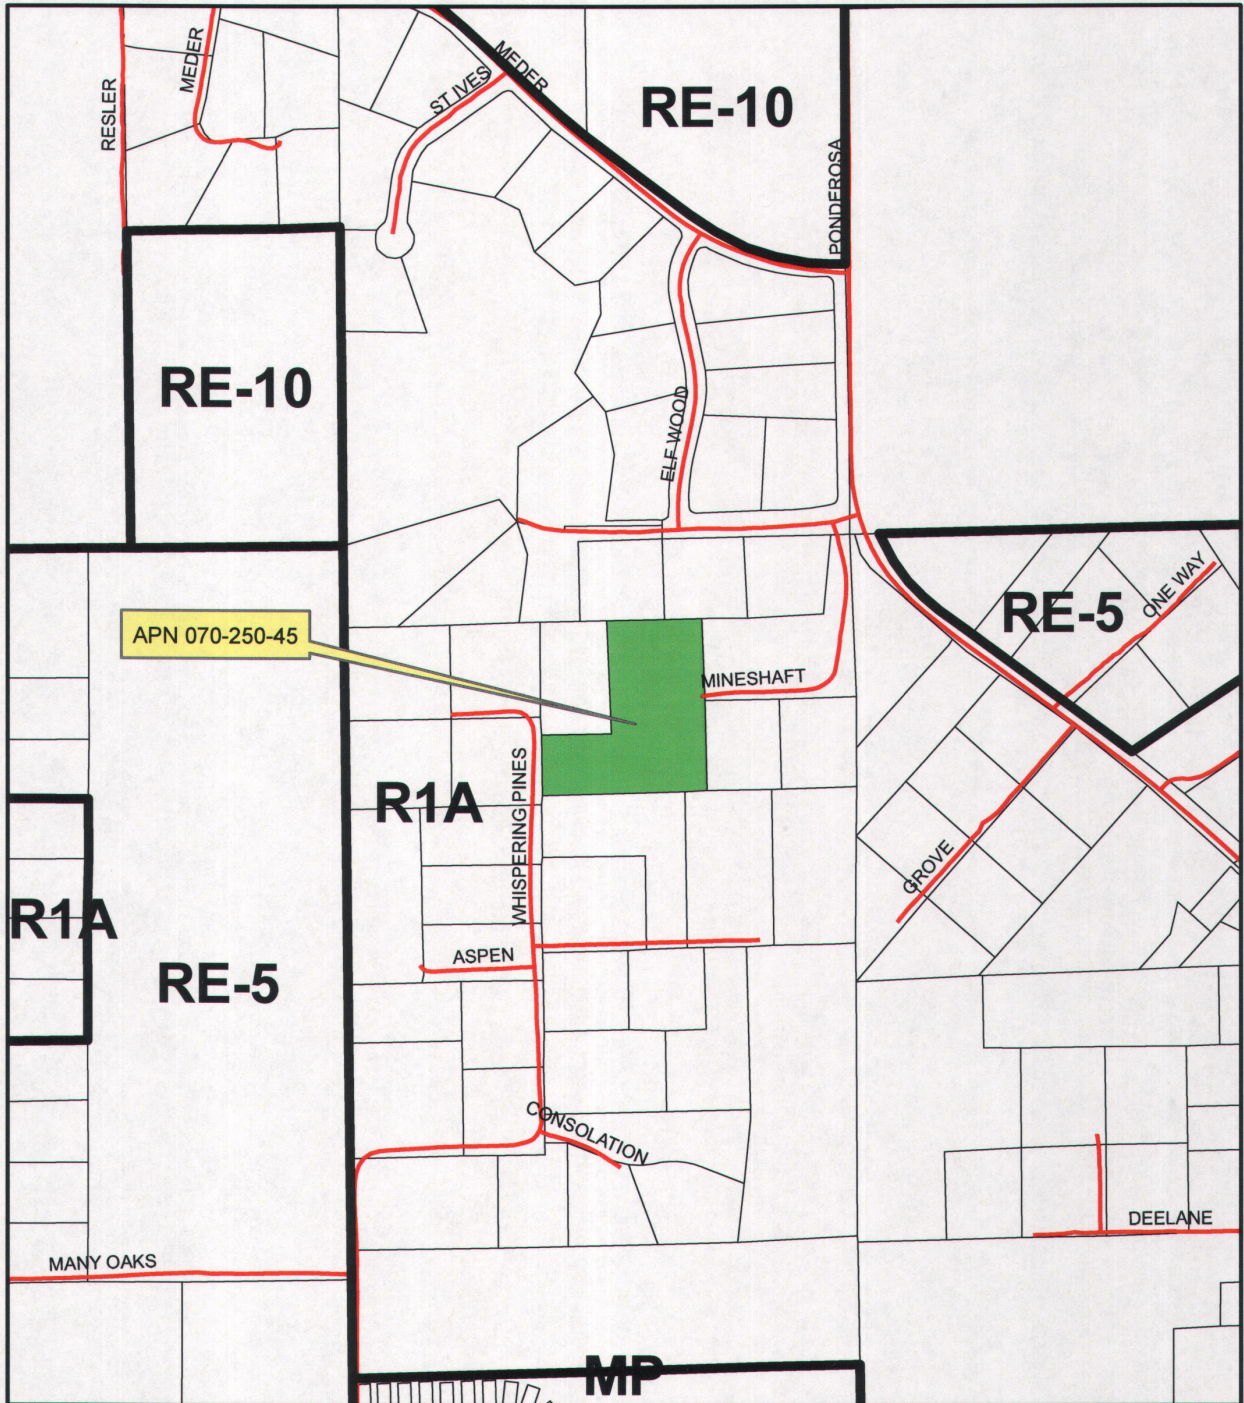 MEDER
MEDER
ST IVES
RE-10
RESLER
PONDEROSA
RE-10
ELF WOOD
ONE WAY
RE-5
APN 070-250-45
MINESHAFT
R1A
WHISPERING PINES
GROVE
R1A
ASPEN
RE-5
CONSOLATION
DEELANE
MANY OAKS
MP